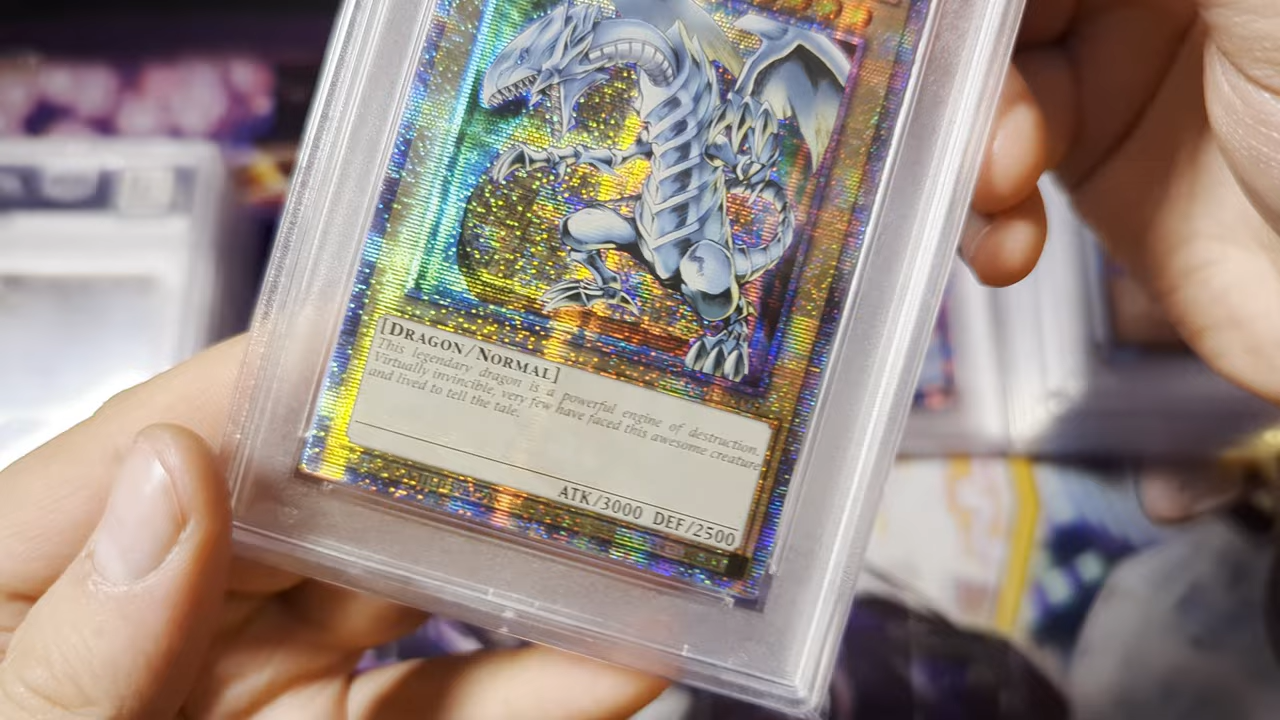 [DRAGON/NORMAL]
This legendary dragon is a powerful engine of destruction.
Virtually invincible, very few have faced this awesome creature
and lived to tell the tale.
ATK/3000 DEF/2500